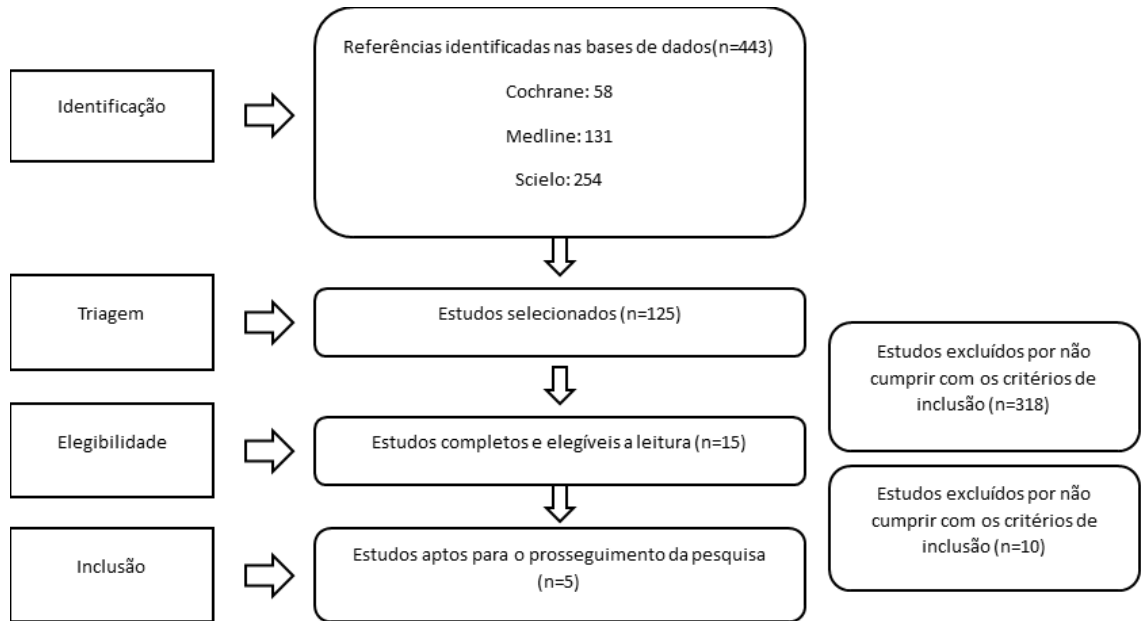 Identificação
Referências identificadas nas bases de dados(n=443)
Cochrane: 58
Medline: 131
Scielo: 254
Triagem
Estudos selecionados (n=125)
Estudos excluídos por não
cumprir com os critérios de
inclusão (n=318)
Elegibilidade
Estudos completos e elegíveis a leitura (n=15)
Estudos excluídos por não
cumprir com os critérios de
inclusão (n=10)
Inclusão
Estudos aptos para o prosseguimento da pesquisa
(n=5)